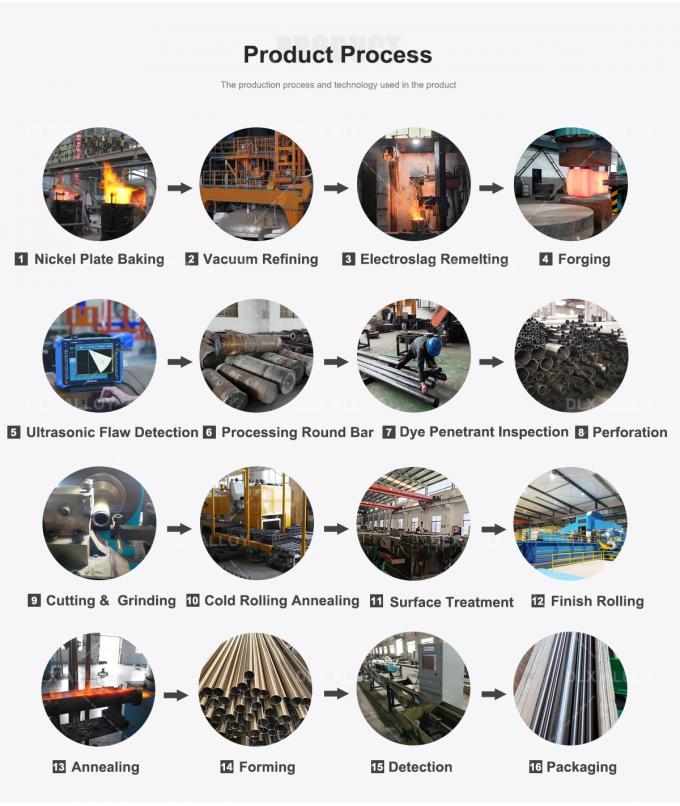 PRODUCT
Product Process
The production process and technology used in the product
1 Nickel Plate Baking
2 Vacuum Refining
3 Electroslag Remelting
4 Forging
5 Ultrasonic Flaw Detection
6 Processing Round Bar
7 Dye Penetrant Inspection
8 Perforation
9 Cutting & Grinding
10 Cold Rolling Annealing
11 Surface Treatment
12 Finish Rolling
13 Annealing
14 Forming
15 Detection
16 Packaging